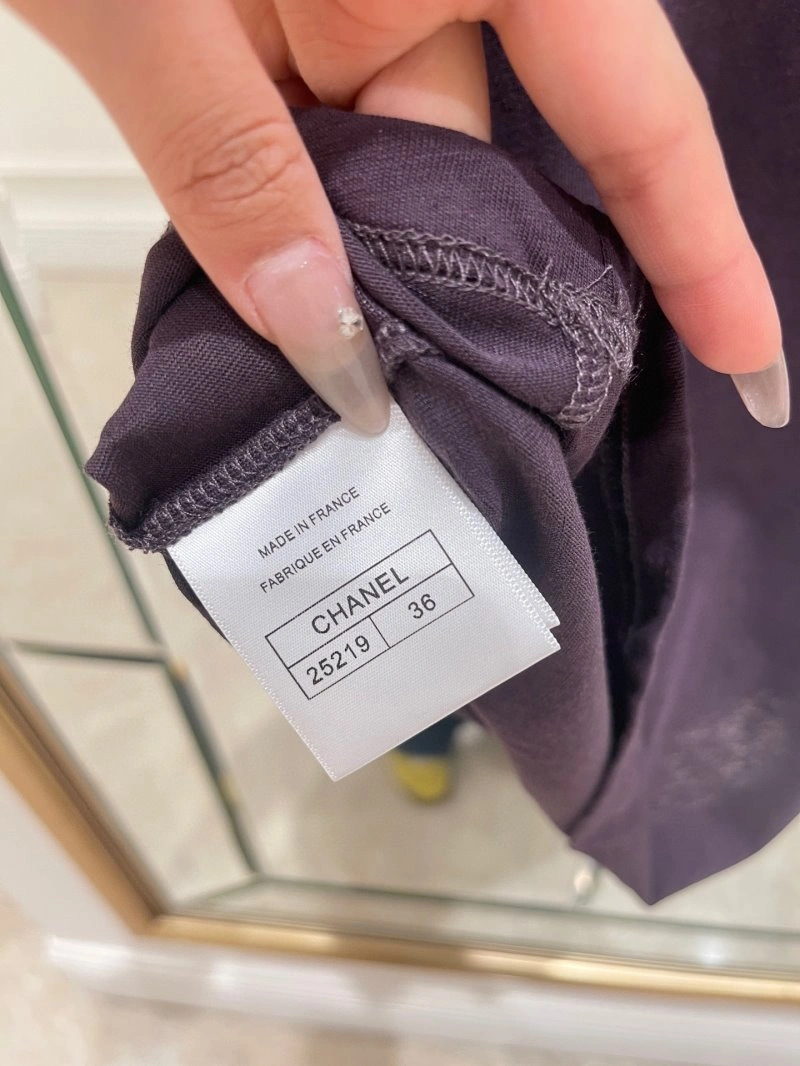 MADE IN FRANCE
FABRIQUE EN FRANCE
CHANEL
25219 36